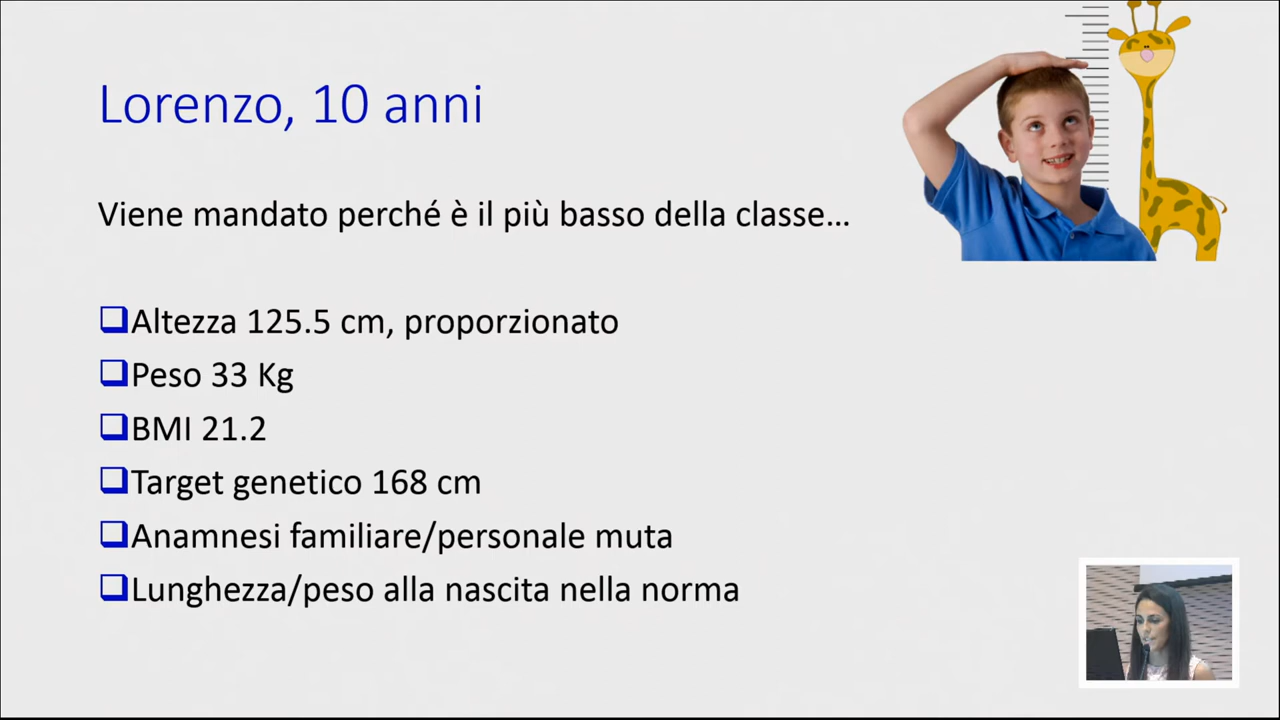 Lorenzo, 10 anni
Viene mandato perché è il più basso della classe...
Altezza 125.5 cm, proporzionato
Peso 33 Kg
BMI 21.2
Target genetico 168 cm
Anamnesi familiare/personale muta
Lunghezza/peso alla nascita nella norma